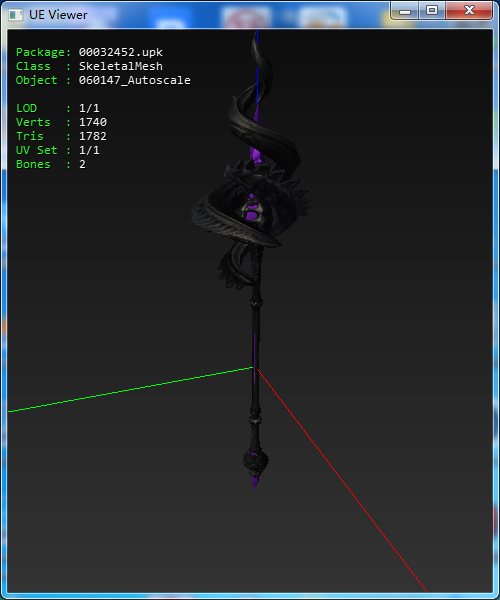 UE Viewer
Package: 00032452.upk
Class : SkeletalMesh
Object : 060147_Autoscale
LOD : 1/1
Verts : 1740
Tris : 1782
UV Set : 1/1
Bones : 2